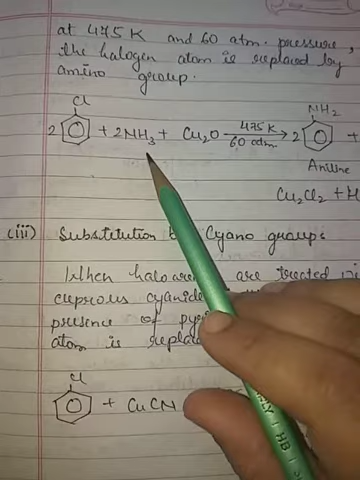 at 475 K and 60 atm. pressure,
the halogen atom is replaced by
amino group.
Cl NH2
2 + 2NH3 + Cu2O 475 K 60 atm. 2 +
Aniline
Cu2Cl2 + H
(iii) Substitution Cyano group:
When haloarenes are treated
cuprous cyanide
presence of
atom is
Cl
+ CuCN
HB